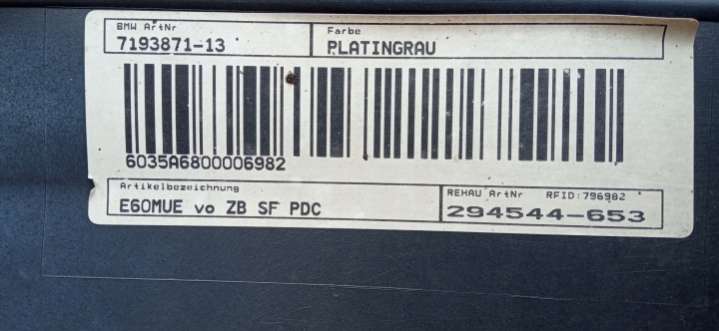 BMW ArtNr
7193871-13
Farbe
PLATINGRAU
6035A6800006982
Artikelbezeichnung
E60MUE vo ZB SF PDC
REHAU ArtNr RFID:796982
294544-653